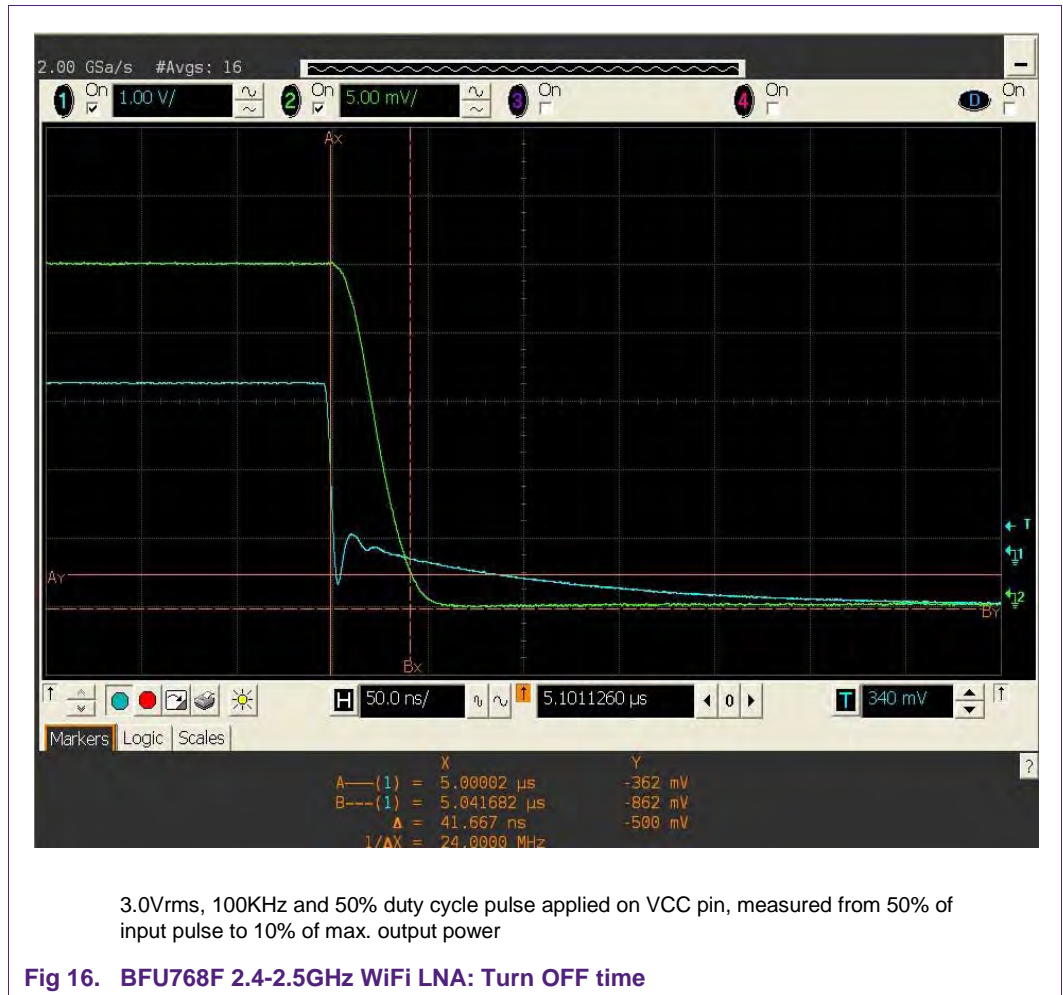 2.00 GSa/s #Avgs: 16
1 On 1.00 V/ 2 On 5.00 mV/ 3 On 4 On D On
Ax
T
1
Ay
2
By
Bx
H 50.0 ns/ 5.1011260 µs 0 T 340 mV
Markers Logic Scales
?
X Y
A——(1) = 5.00002 µs -362 mV
B---(1) = 5.041682 µs -862 mV
Δ = 41.667 ns -500 mV
1/ΔX = 24.0000 MHz
3.0Vrms, 100KHz and 50% duty cycle pulse applied on VCC pin, measured from 50% of
input pulse to 10% of max. output power
Fig 16. BFU768F 2.4-2.5GHz WiFi LNA: Turn OFF time